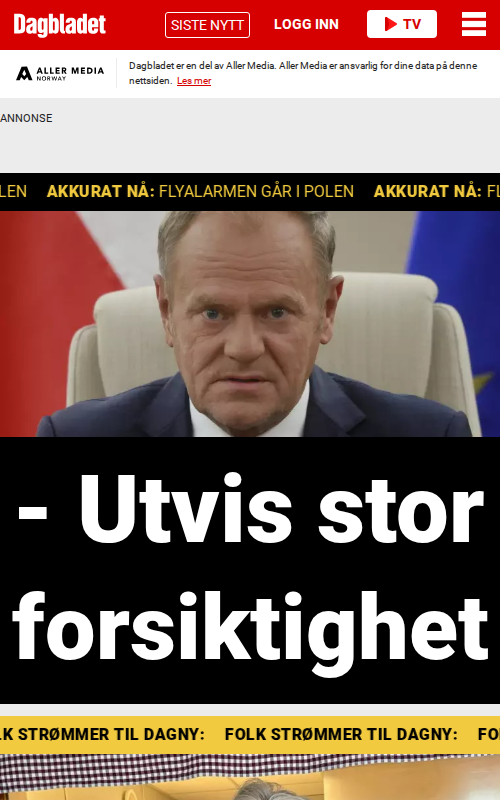 Dagbladet
SISTE NYTT
LOGG INN
TV
ALLER MEDIA
NORWAY
Dagbladet er en del av Aller Media. Aller Media er ansvarlig for dine data på denne
nettsiden. Les mer
ANNONSE
LEN AKKURAT NÅ: FLYALARMEN GÅR I POLEN AKKURAT NÅ: FL
- Utvis stor
forsiktighet
LK STRØMMER TIL DAGNY: FOLK STRØMMER TIL DAGNY: FO